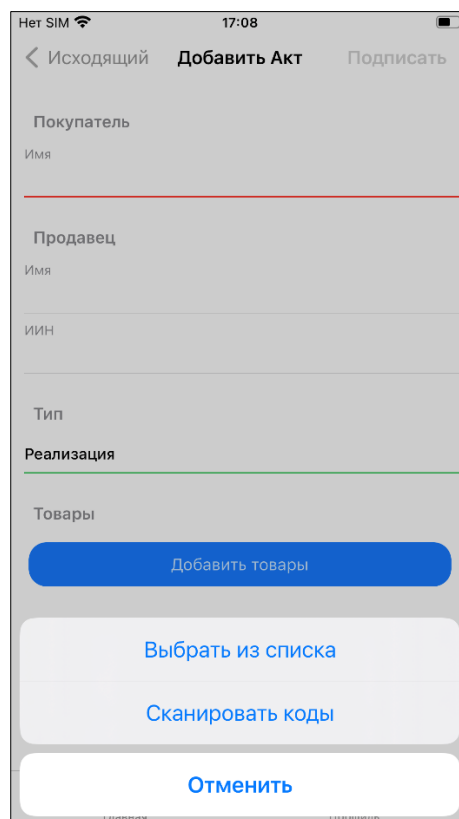 Нет SIM 17:08
Исходящий Добавить Акт Подписать
Покупатель
Имя
Продавец
Имя
ИИН
Тип
Реализация
Товары
Добавить товары
Выбрать из списка
Сканировать коды
Отменить